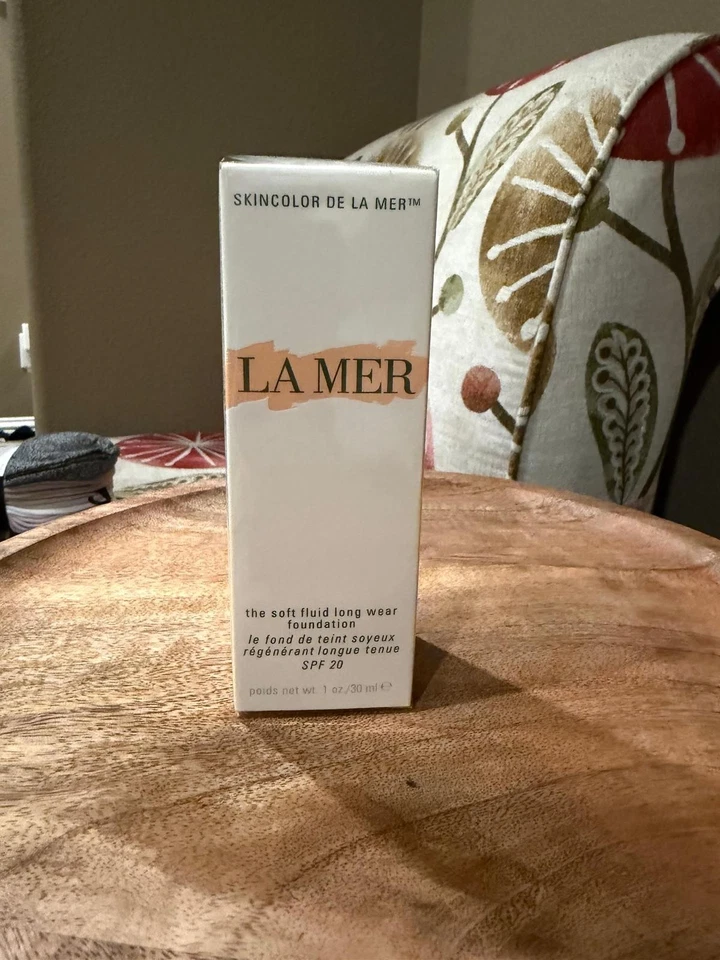 SKINCOLOR DE LA MER™
LA MER
the soft fluid long wear
foundation
le fond de teint soyeux
régénérant longue tenue
SPF 20
poids net wt. 1 oz./30 ml ℮